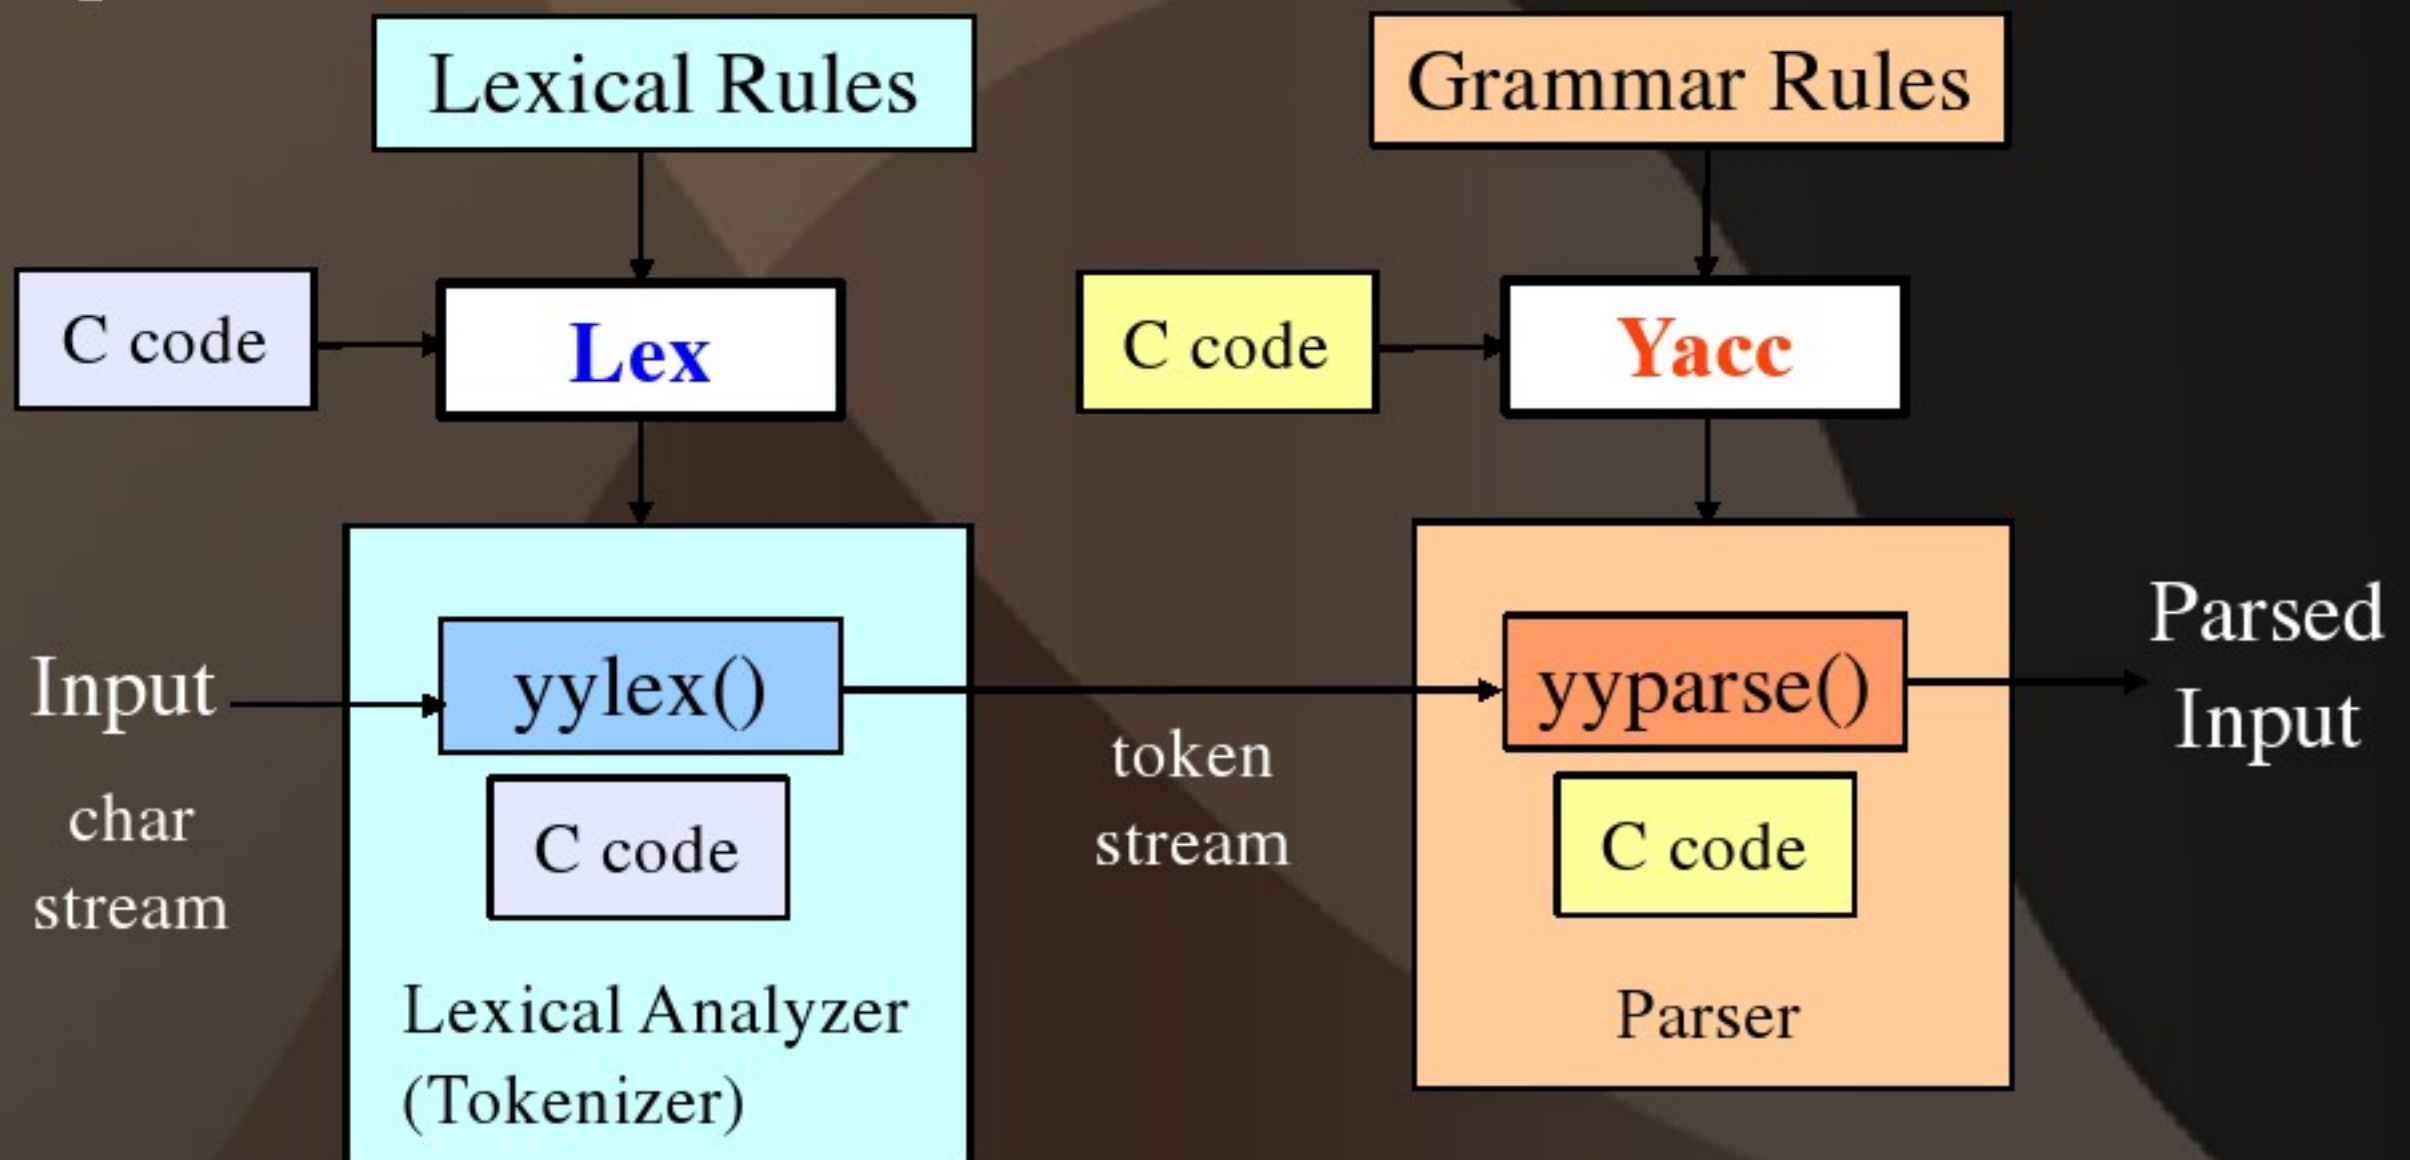 Lexical Rules
Grammar Rules
C code
Lex
C code
Yacc
Input
char
stream
yylex()
C code
Lexical Analyzer
(Tokenizer)
token
stream
yyparse()
C code
Parser
Parsed
Input